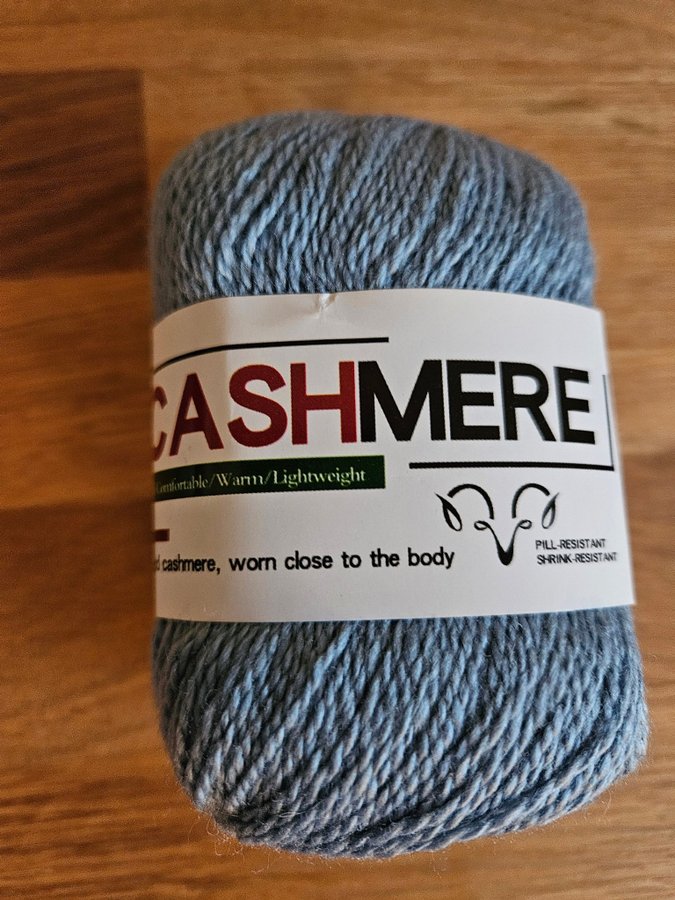 CASHMERE
Comfortable/Warm/Lightweight
cashmere, worn close to the body
PILL-RESISTANT
SHRINK-RESISTANT